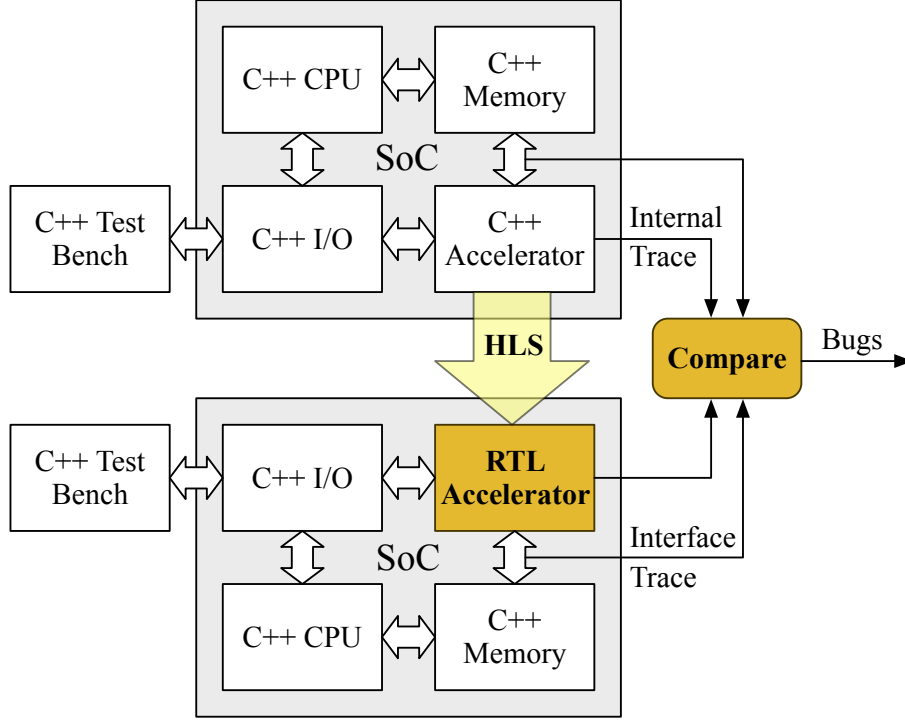 C++ CPU
C++
Memory
SoC
C++ Test
Bench
C++ I/O
C++
Accelerator
Internal
Trace
HLS
Compare
Bugs
C++ Test
Bench
C++ I/O
RTL
Accelerator
SoC
Interface
Trace
C++ CPU
C++
Memory